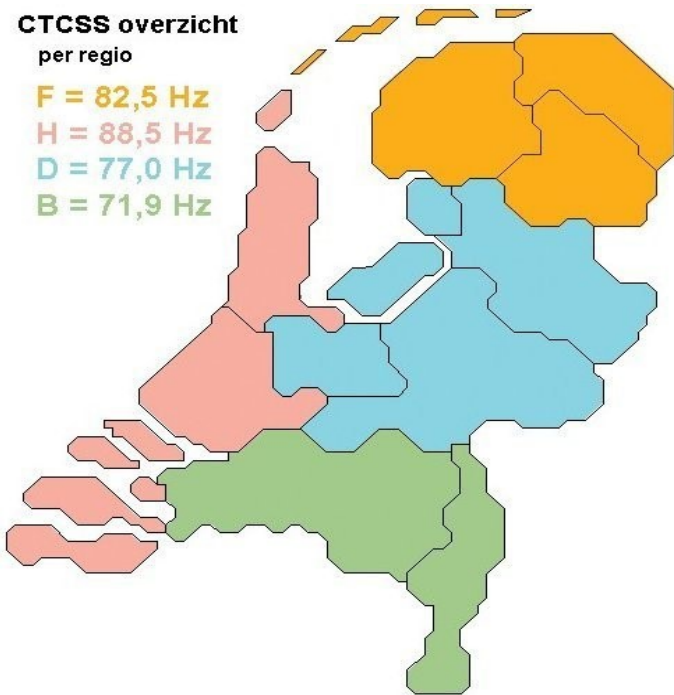 CTCSS overzicht
per regio
F = 82,5 Hz
H = 88,5 Hz
D = 77,0 Hz
B = 71,9 Hz